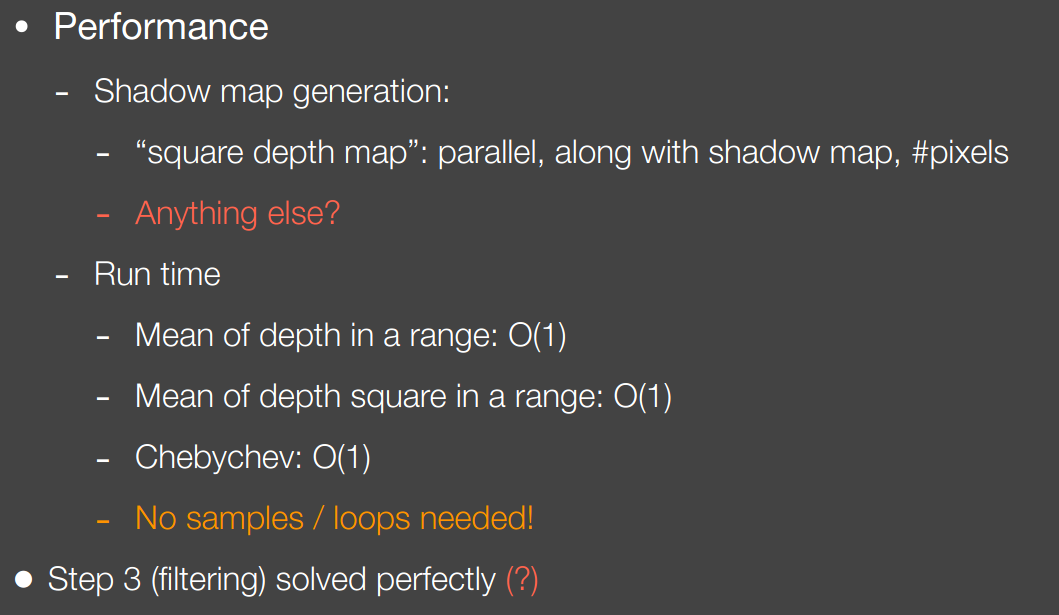 • Performance
- Shadow map generation:
- “square depth map”: parallel, along with shadow map, #pixels
- Anything else?
- Run time
- Mean of depth in a range: O(1)
- Mean of depth square in a range: O(1)
- Chebychev: O(1)
- No samples / loops needed!
● Step 3 (filtering) solved perfectly (?)